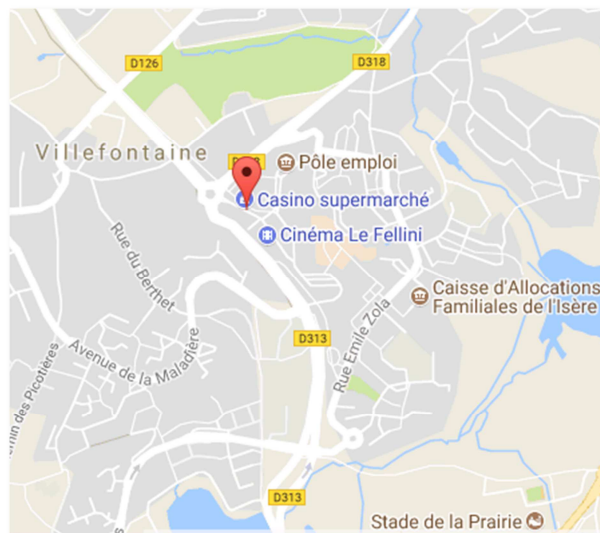 D126
D318
Villefontaine
Pôle emploi
Casino supermarché
Cinéma Le Fellini
Rue du Berthet
Caisse d'Allocations
Familiales de l'Isère
D313
Rue Emile Zola
Avenue de la Maladière
D313
Stade de la Prairie